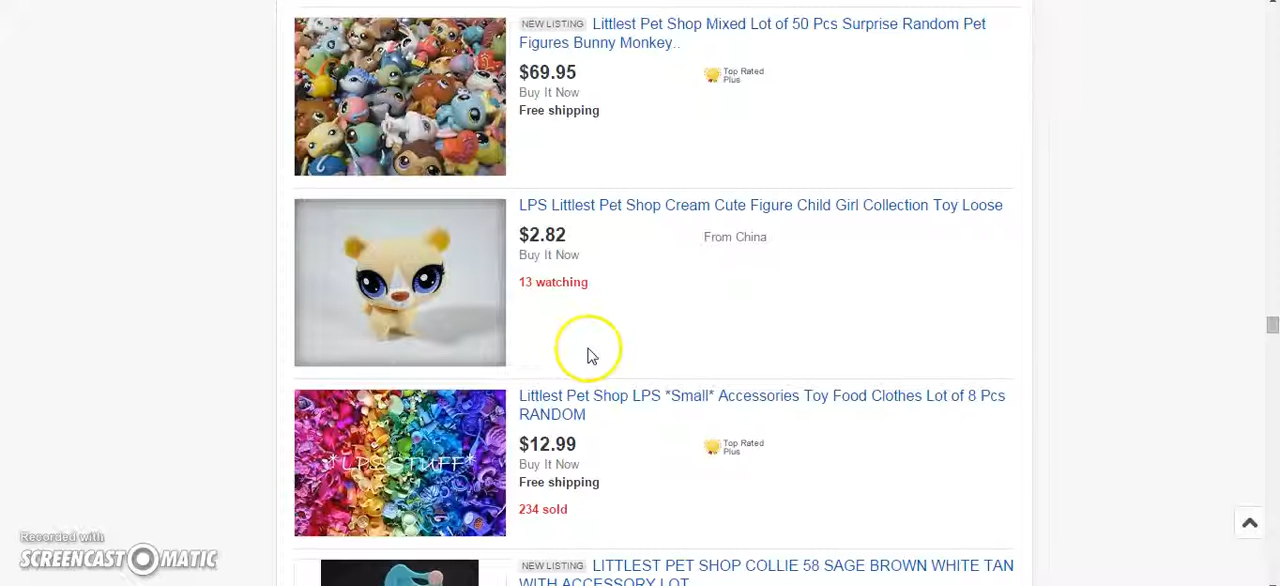 NEW LISTING Littlest Pet Shop Mixed Lot of 50 Pcs Surprise Random Pet
Figures Bunny Monkey..
$69.95
Top Rated
Plus
Buy It Now
Free shipping
LPS Littlest Pet Shop Cream Cute Figure Child Girl Collection Toy Loose
$2.82
From China
Buy It Now
13 watching
Littlest Pet Shop LPS *Small* Accessories Toy Food Clothes Lot of 8 Pcs
RANDOM
$12.99
Top Rated
Plus
Buy It Now
*LPSSTUFF*
Free shipping
234 sold
Recorded with
SCREENCAST-O-MATIC
NEW LISTING LITTLEST PET SHOP COLLIE 58 SAGE BROWN WHITE TAN
WITH ACCESSORY LOT